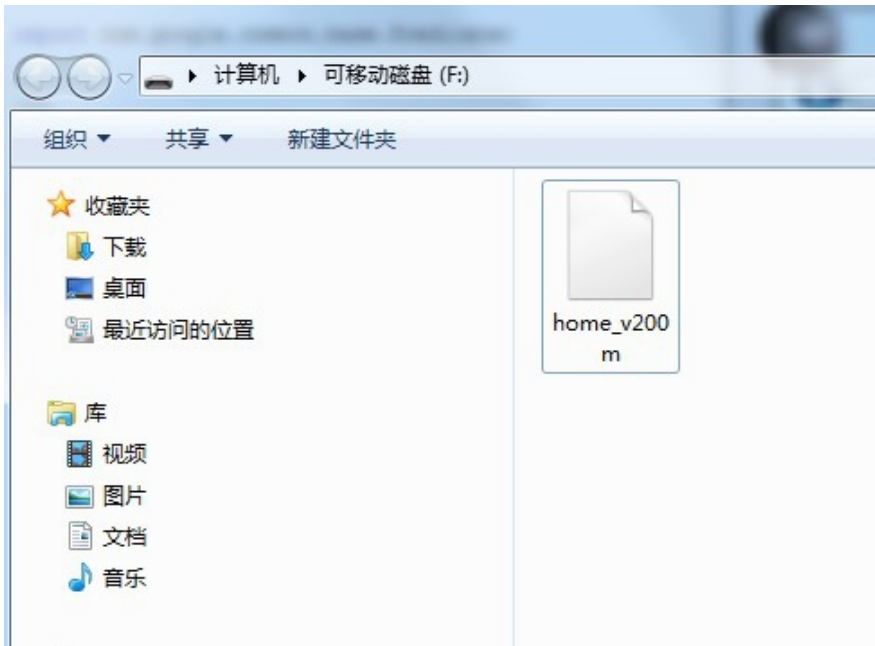 计算机 可移动磁盘 (F:)
组织 共享 新建文件夹
收藏夹
下载
桌面
最近访问的位置
库
视频
图片
文档
音乐
home_v200
m